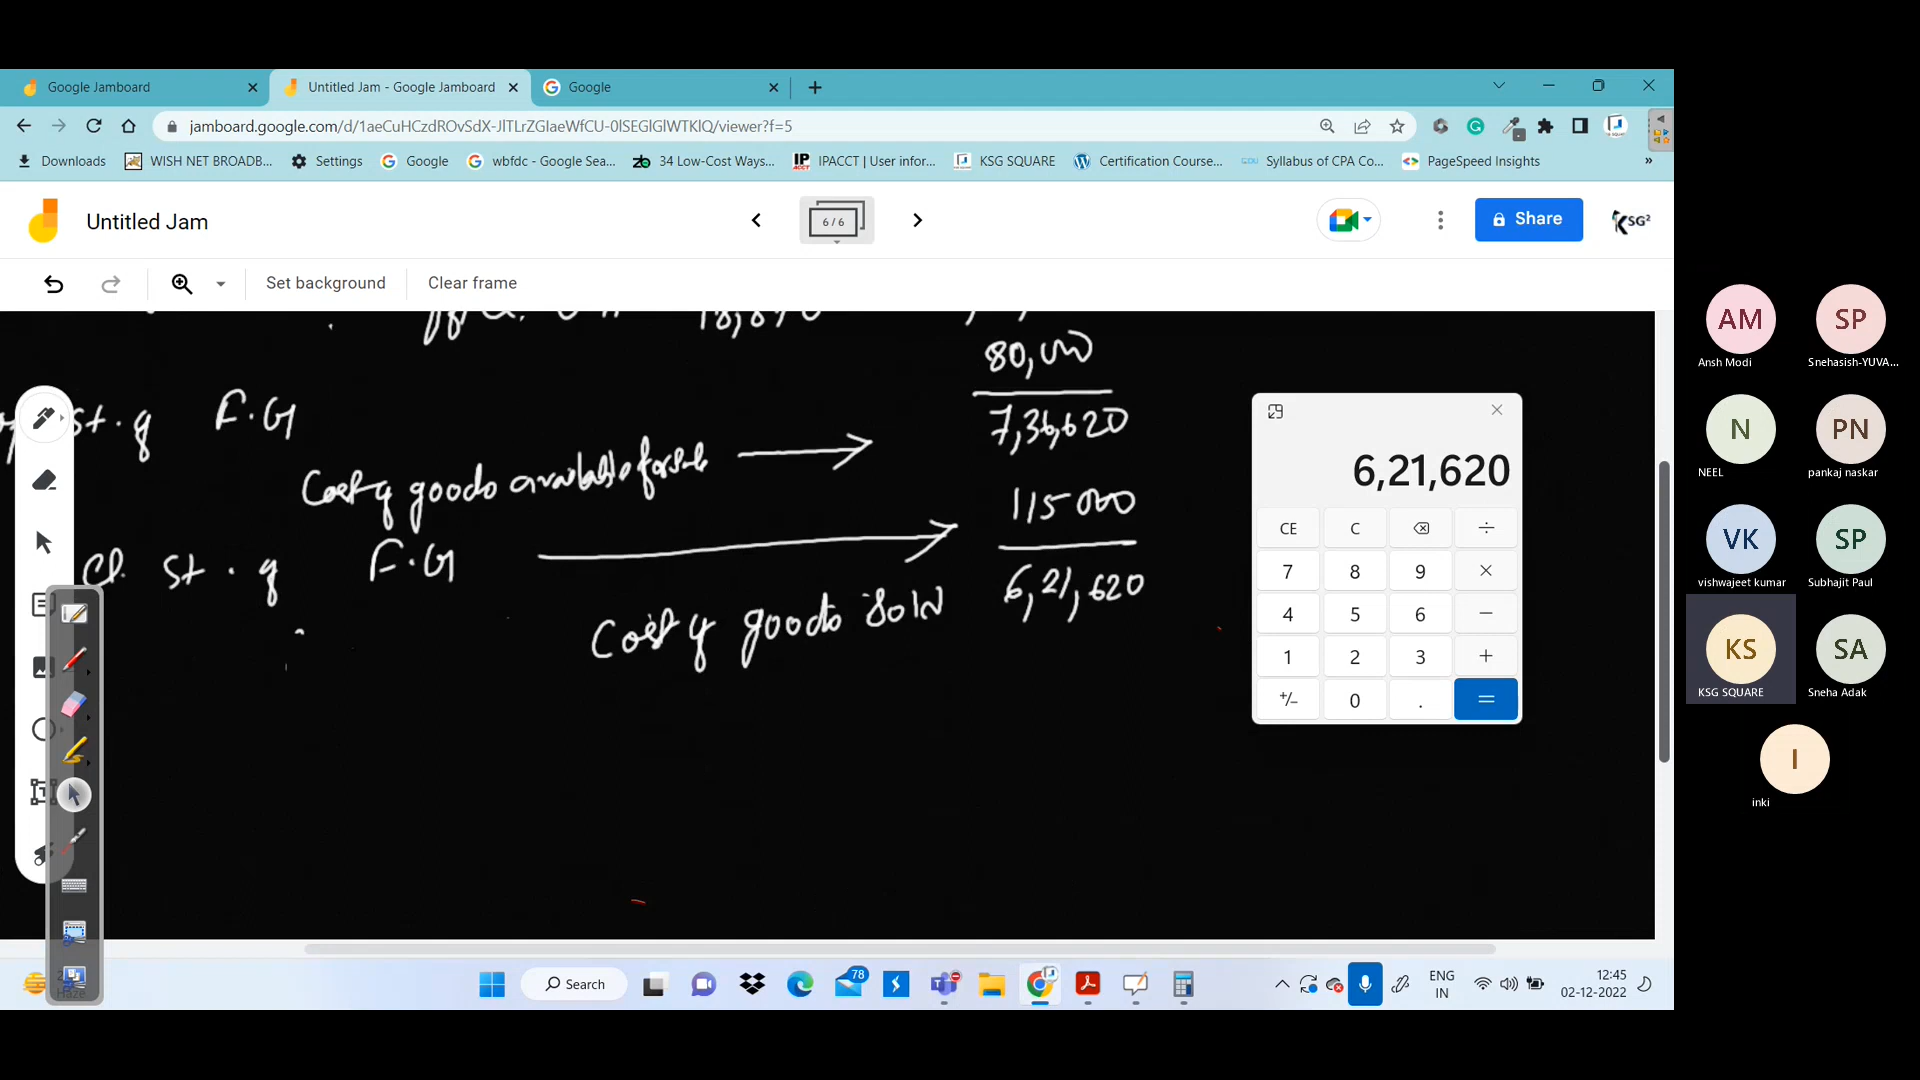 Google Jamboard
Untitled Jam - Google Jamboard
Google
jamboard.google.com/d/1aeCuHCzdROvSdX-JlTLrZGIaeWfCU-0lSEGlGlWTKlQ/viewer?f=5
Downloads
WISH NET BROADB...
Settings
Google
wbfdc - Google Sea...
34 Low-Cost Ways...
IPACCT | User infor...
KSG SQUARE
Certification Course...
Syllabus of CPA Co...
PageSpeed Insights
»
Untitled Jam
6 / 6
Share
KSG²
Set background
Clear frame
80,000
st. of F.G
7,36,620
Cost of goods available for sale
115000
Cl. st. of F.G
6,21,620
Cost of goods sold
6,21,620
CE C ÷
7 8 9 ×
4 5 6 −
1 2 3 +
+/− 0 . =
AM
Ansh Modi
SP
Snehasish-YUVA...
N
NEEL
PN
pankaj naskar
VK
vishwajeet kumar
SP
Subhajit Paul
KS
KSG SQUARE
SA
Sneha Adak
I
inki
Haze
Search
78
ENG
IN
12:45
02-12-2022